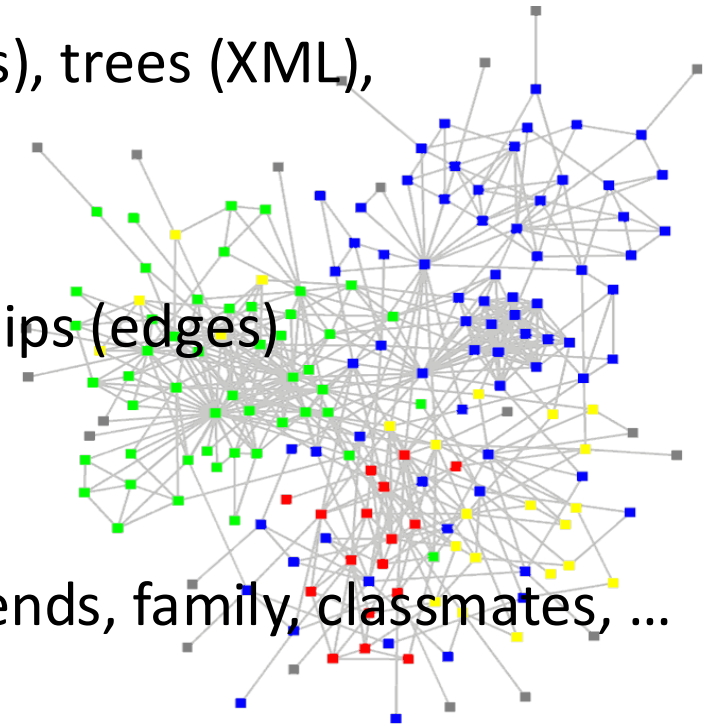 s), trees (XML),
ips (edges)
ends, family, classmates, ...